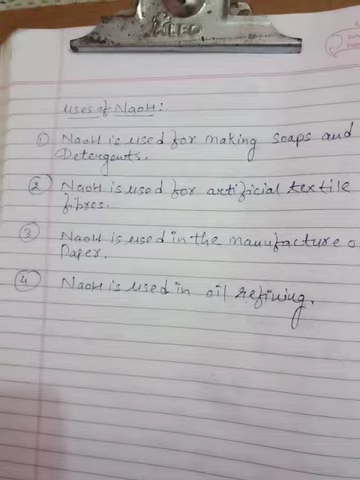 Uses of NaOH:
① NaOH is used for making soaps and
Detergents.
② NaOH is used for artificial textile
fibres.
③ NaOH is used in the manufacture o
Paper.
④ NaOH is used in oil refining.